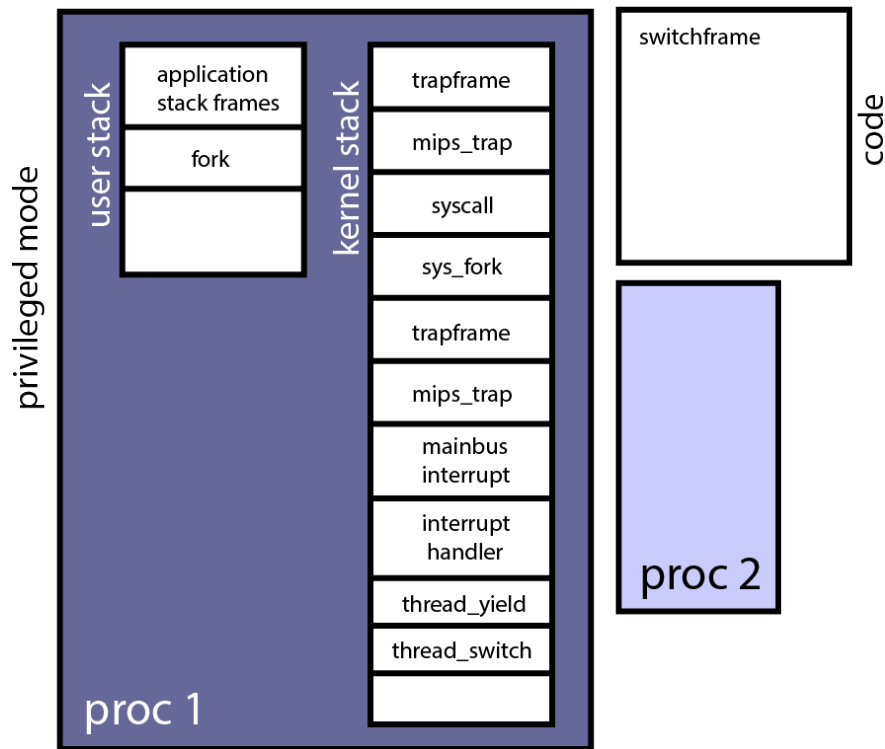 privileged mode
user stack
application
stack frames
fork
kernel stack
trapframe
mips_trap
syscall
sys_fork
trapframe
mips_trap
mainbus
interrupt
interrupt
handler
thread_yield
thread_switch
proc 1
switchframe
code
proc 2